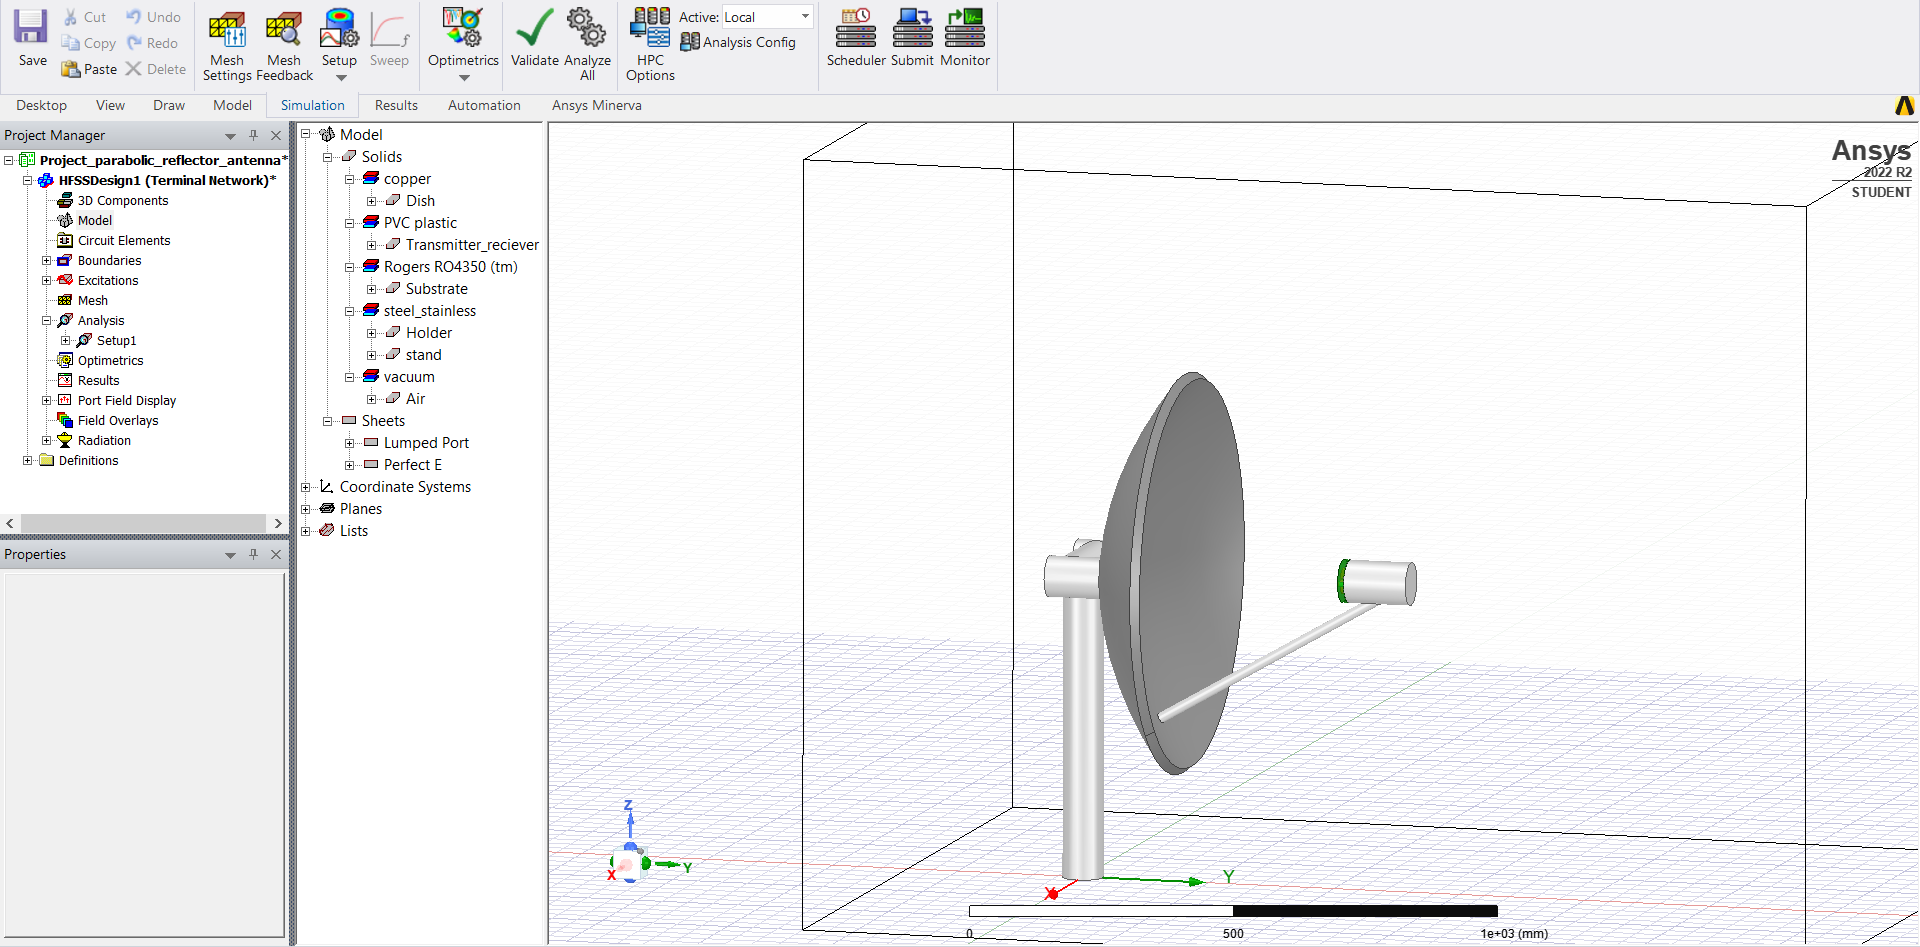 Save
Cut
Copy
Paste
Undo
Redo
Delete
Mesh
Settings
Mesh
Feedback
Setup
Sweep
Optimetrics
Validate
Analyze
All
HPC
Options
Active: Local
Analysis Config
Scheduler
Submit
Monitor
Desktop
View
Draw
Model
Simulation
Results
Automation
Ansys Minerva
Project Manager
Project_parabolic_reflector_antenna*
HFSSDesign1 (Terminal Network)*
3D Components
Model
Circuit Elements
Boundaries
Excitations
Mesh
Analysis
Setup1
Optimetrics
Results
Port Field Display
Field Overlays
Radiation
Definitions
Properties
Model
Solids
copper
Dish
PVC plastic
Transmitter_reciever
Rogers RO4350 (tm)
Substrate
steel_stainless
Holder
stand
vacuum
Air
Sheets
Lumped Port
Perfect E
Coordinate Systems
Planes
Lists
Ansys
2022 R2
STUDENT
Z
Y
X
Y
X
0
500
1e+03 (mm)